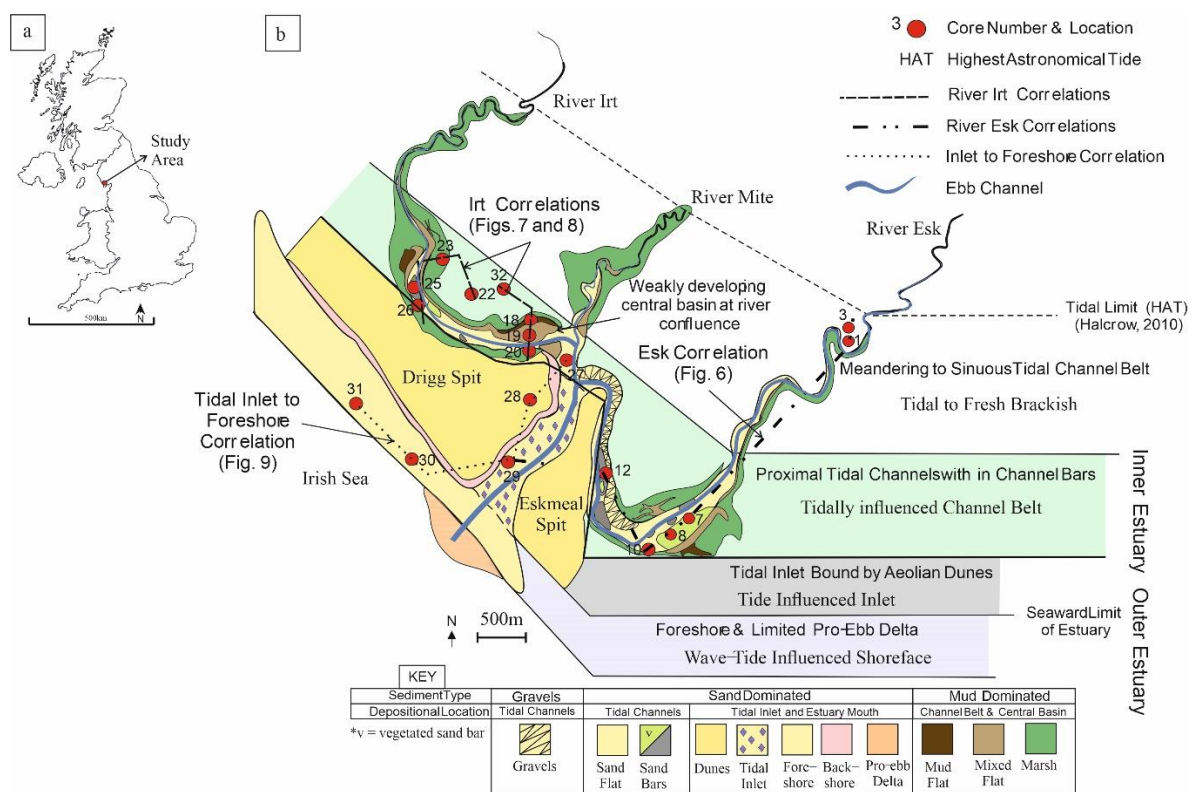 a
Study
Area
500km
N
b
3 Core Number & Location
HAT Highest Astronomical Tide
River Irt Correlations
River Esk Correlations
Inlet to Foreshore Correlation
Ebb Channel
River Irt
River Mite
River Esk
Irt Correlations
(Figs. 7 and 8)
23
32
25
22
26
18
19
20
Weakly developing
central basin at river
confluence
Esk Correlation
(Fig. 6)
Tidal Limit (HAT)
(Halcrow, 2010)
3
1
Meandering to Sinuous Tidal Channel Belt
Tidal to Fresh Brackish
Drigg Spit
28
31
Tidal Inlet to
Foreshore
Correlation
(Fig. 9)
30
29
Irish Sea
Eskmeal
Spit
12
7
8
10
Proximal Tidal Channelswith in Channel Bars
Tidally influenced Channel Belt
Inner Estuary
Tidal Inlet Bound by Aeolian Dunes
Tide Influenced Inlet
Seaward Limit
of Estuary
Outer Estuary
Foreshore & Limited Pro-Ebb Delta
Wave-Tide Influenced Shoreface
N
500m
KEY
Sediment Type
Gravels
Sand Dominated
Mud Dominated
Depositional Location
Tidal Channels
Tidal Channels
Tidal Inlet and Estuary Mouth
Channel Belt & Central Basin
*v = vegetated sand bar
v
Gravels
Sand
Flat
Sand
Bars
Dunes
Tidal
Inlet
Fore-
shore
Back-
shore
Pro-ebb
Delta
Mud
Flat
Mixed
Flat
Marsh